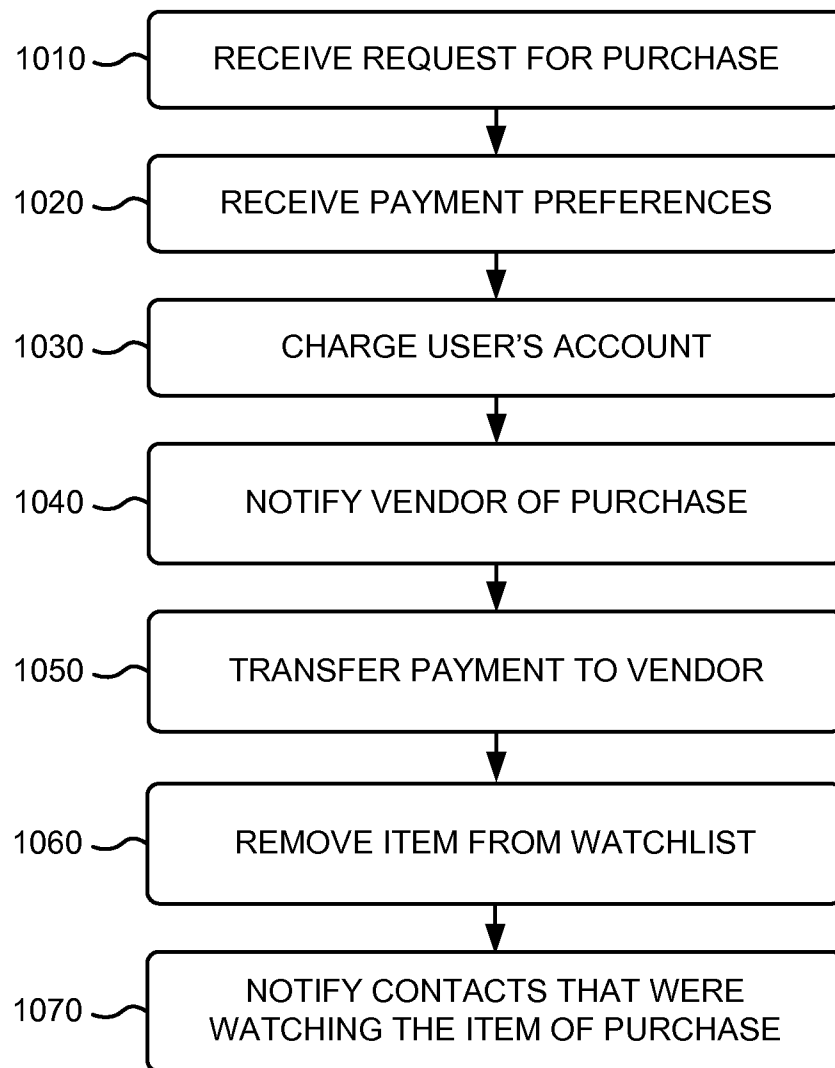 1010 RECEIVE REQUEST FOR PURCHASE
1020 RECEIVE PAYMENT PREFERENCES
1030 CHARGE USER'S ACCOUNT
1040 NOTIFY VENDOR OF PURCHASE
1050 TRANSFER PAYMENT TO VENDOR
1060 REMOVE ITEM FROM WATCHLIST
1070 NOTIFY CONTACTS THAT WERE
WATCHING THE ITEM OF PURCHASE